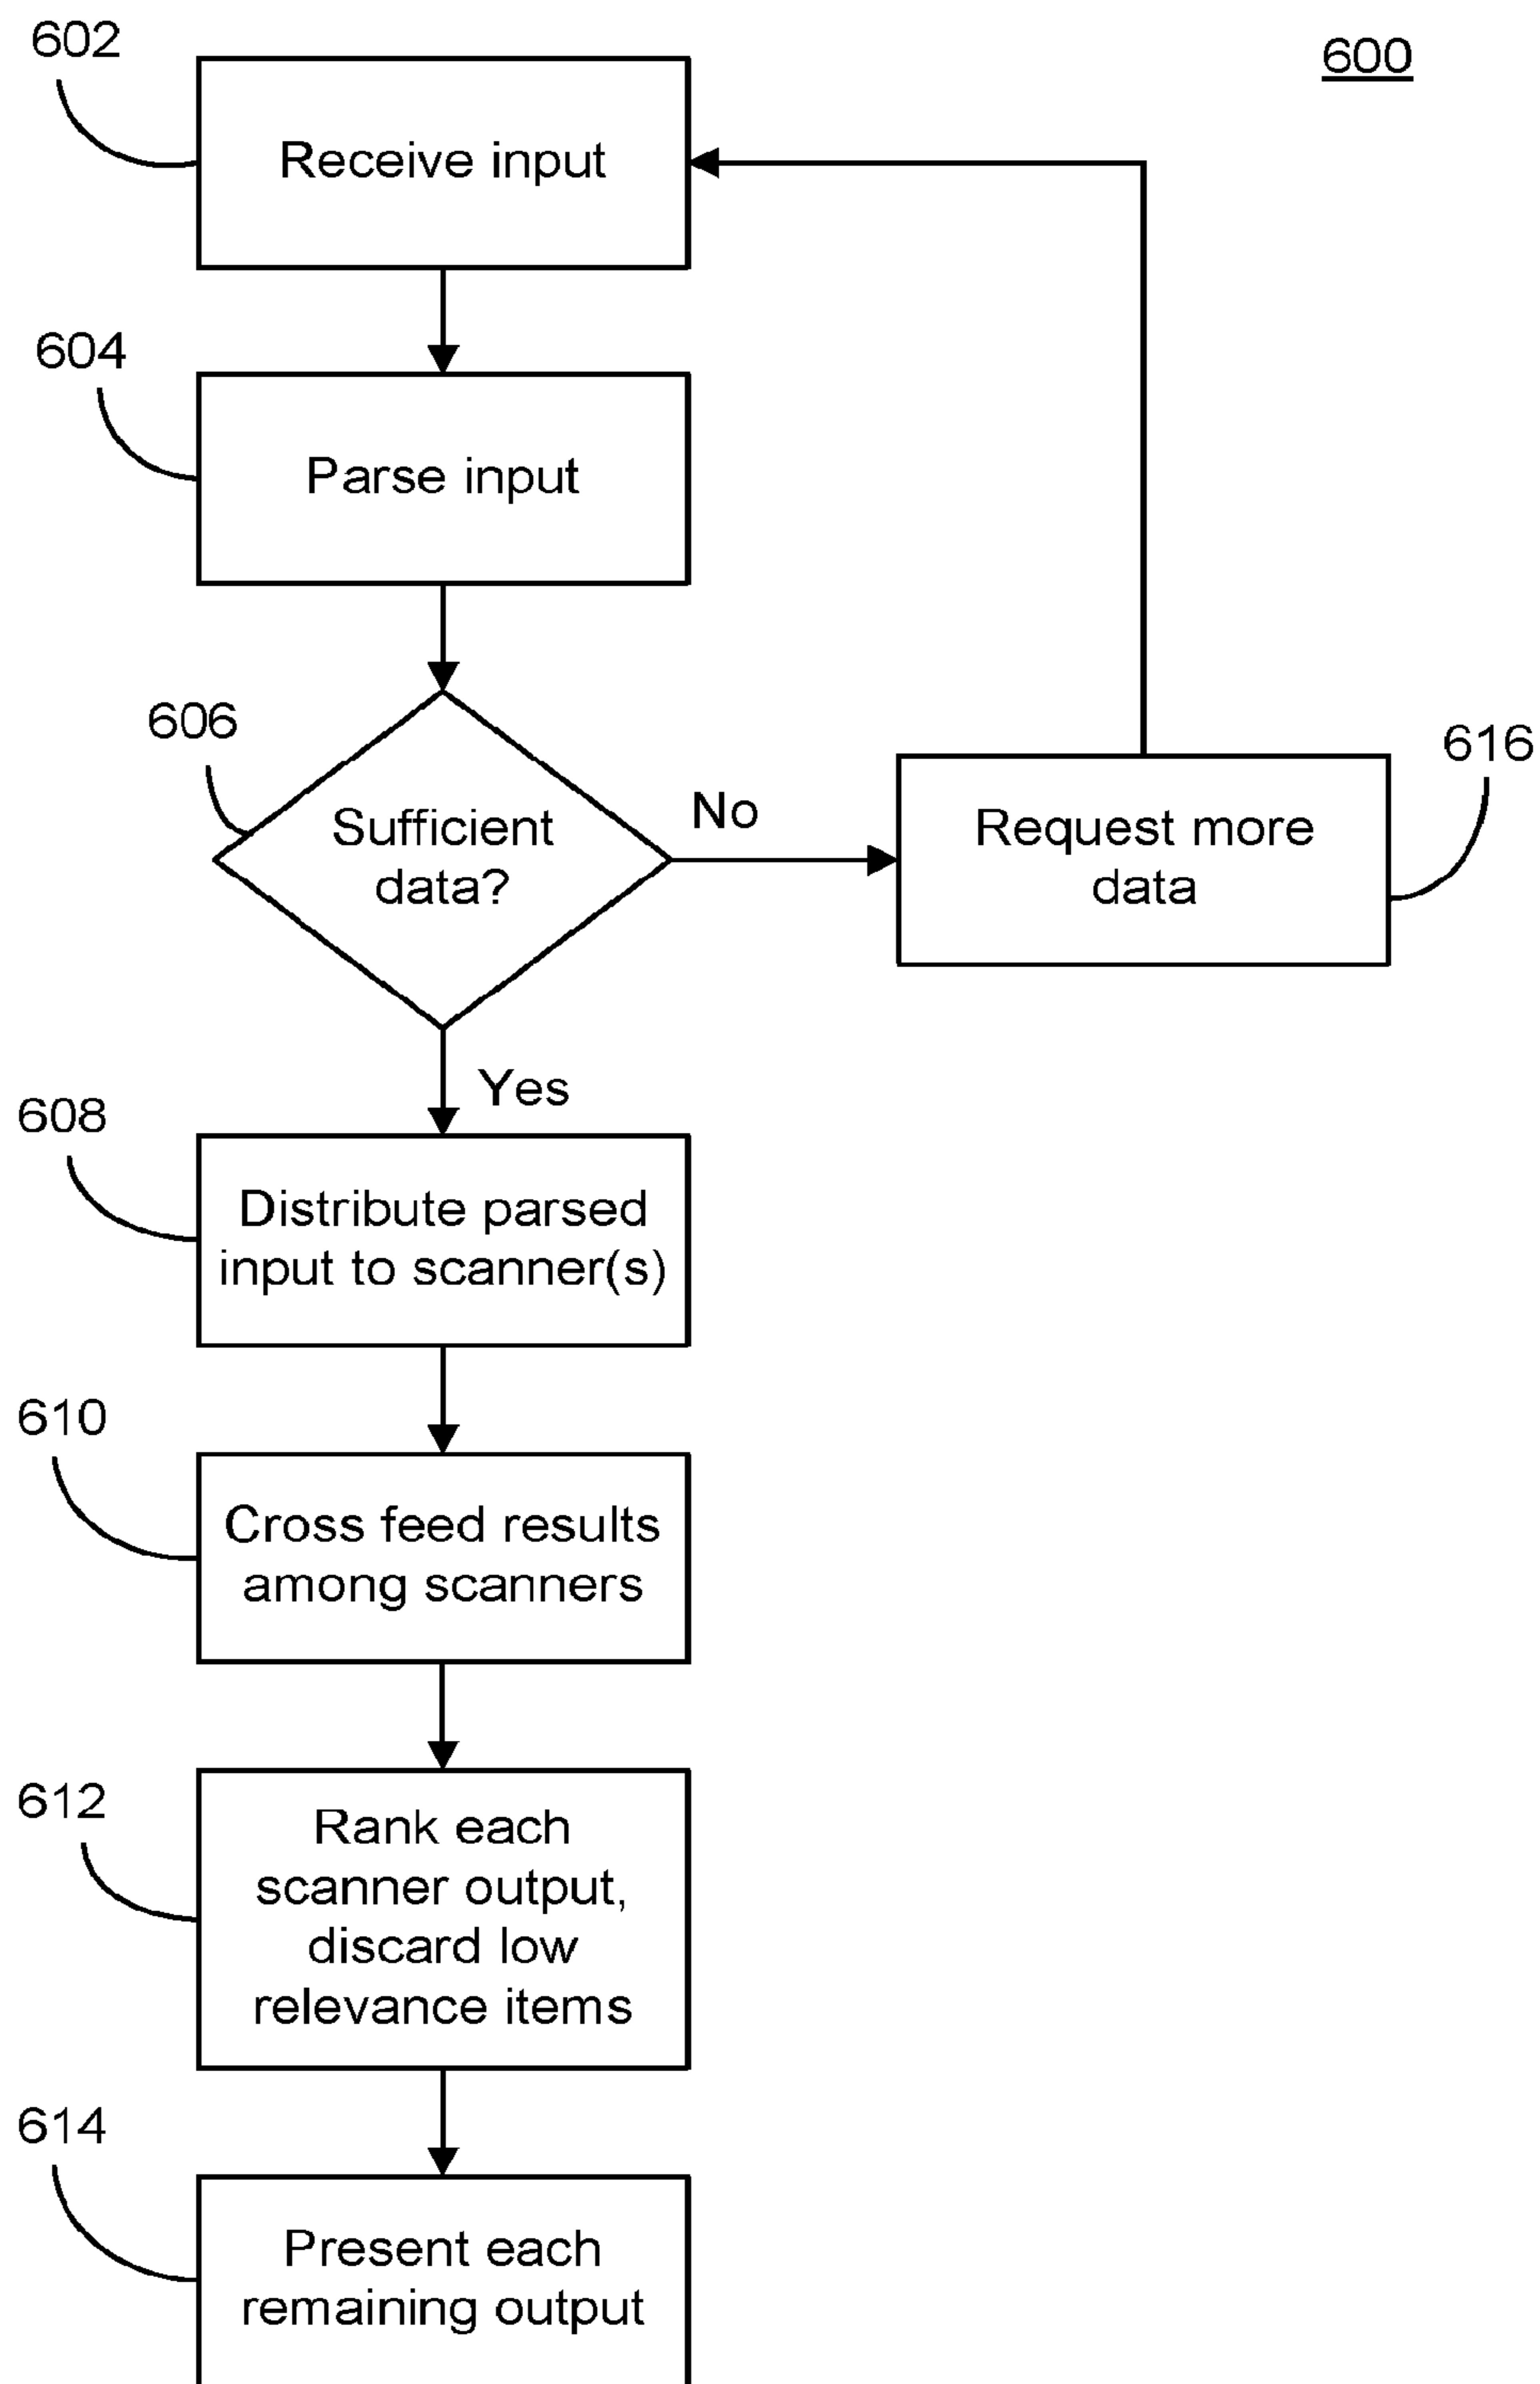 602
600
Receive input
604
Parse input
606
Sufficient
data?
No
Request more
data
616
Yes
608
Distribute parsed
input to scanner(s)
610
Cross feed results
among scanners
612
Rank each
scanner output,
discard low
relevance items
614
Present each
remaining output